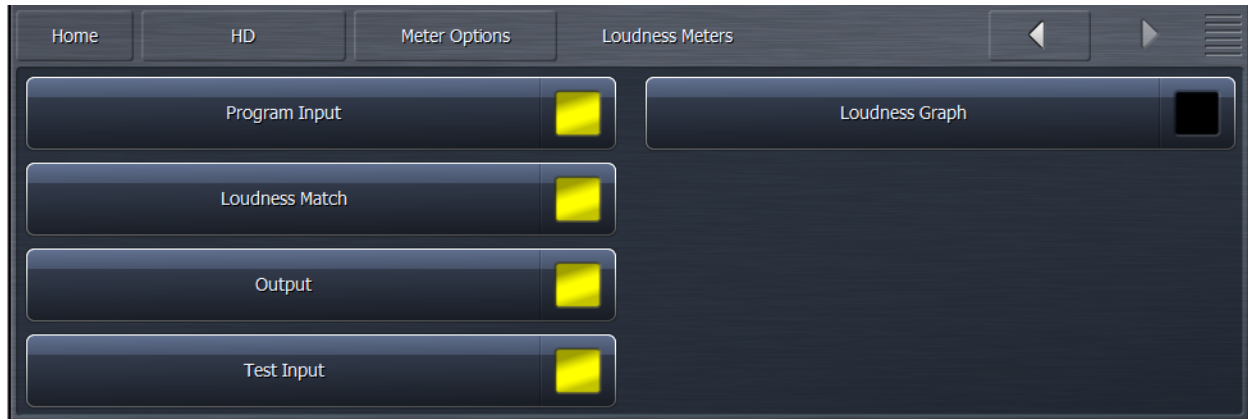 Home HD Meter Options Loudness Meters
Program Input
Loudness Graph
Loudness Match
Output
Test Input